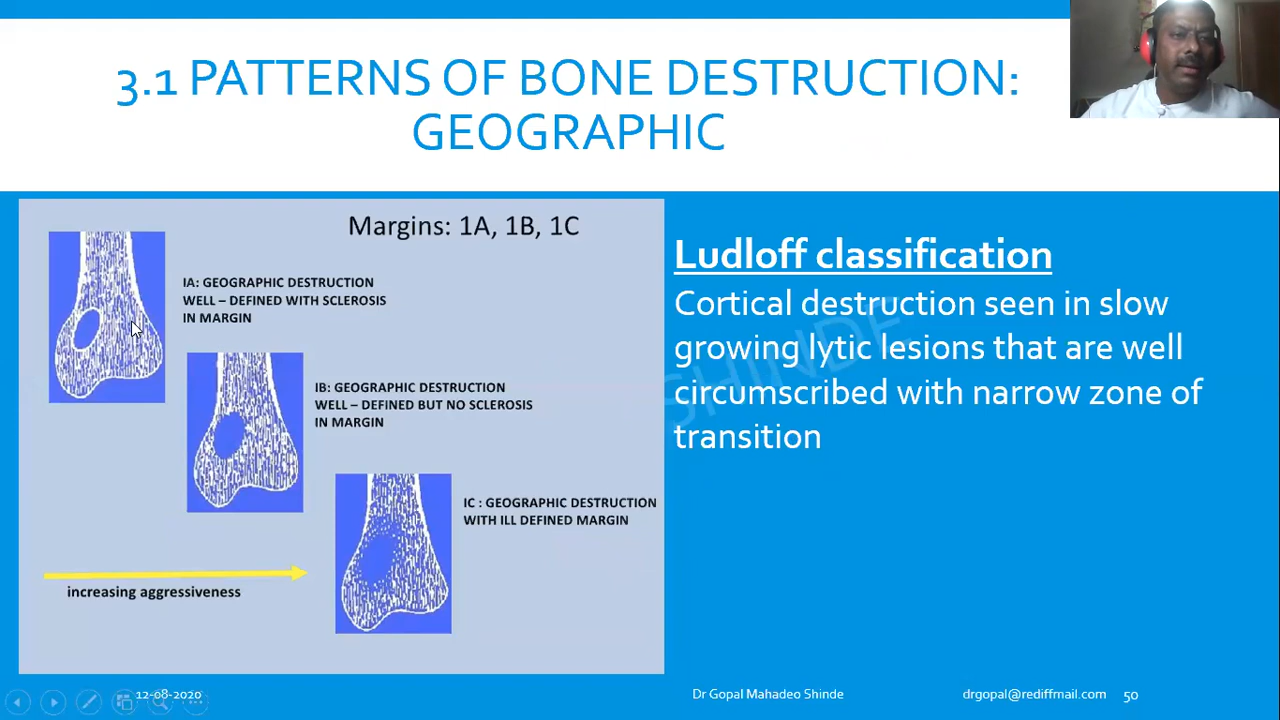 3.1 PATTERNS OF BONE DESTRUCTION:
GEOGRAPHIC
Margins: 1A, 1B, 1C
IA: GEOGRAPHIC DESTRUCTION
WELL – DEFINED WITH SCLEROSIS
IN MARGIN
IB: GEOGRAPHIC DESTRUCTION
WELL – DEFINED BUT NO SCLEROSIS
IN MARGIN
IC : GEOGRAPHIC DESTRUCTION
WITH ILL DEFINED MARGIN
increasing aggressiveness
Ludloff classification
Cortical destruction seen in slow
growing lytic lesions that are well
circumscribed with narrow zone of
transition
SHINDE
12-08-2020
Dr Gopal Mahadeo Shinde
drgopal@rediffmail.com
50